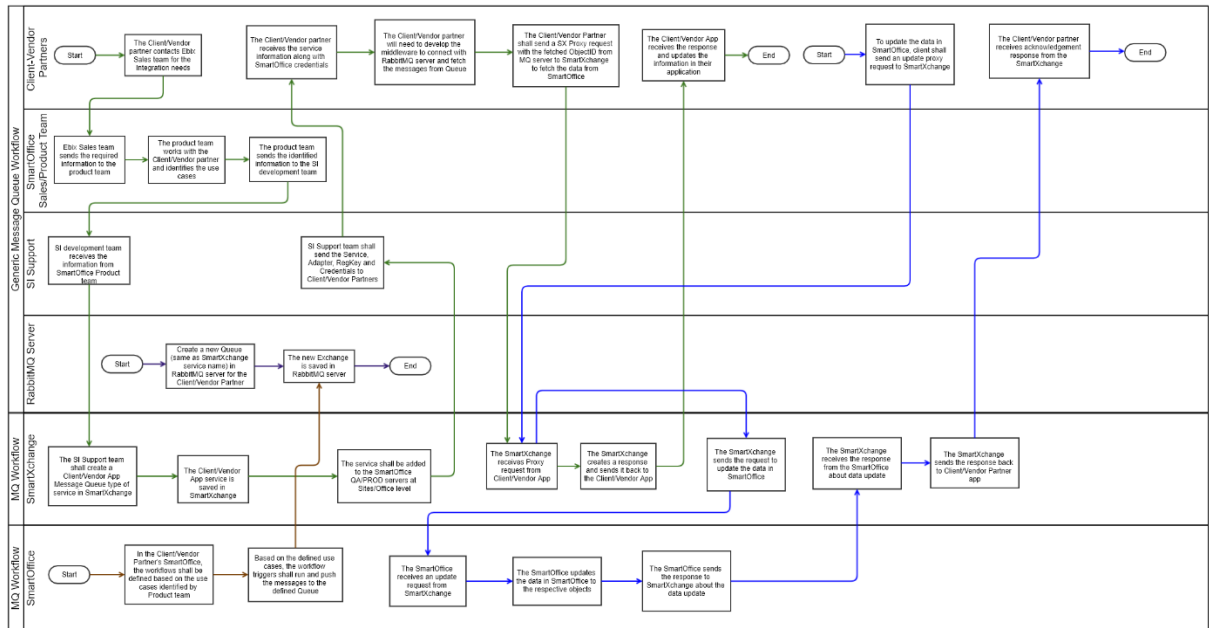 Generic Message Queue Workflow
Client-Vendor
Partners
Start
The Client/Vendor
partner contacts Ebix
Sales team for the
Integration needs
The Client/Vendor partner
receives the service
information along with
SmartOffice credentials
The Client/Vendor partner
will need to develop the
middleware to connect with
RabbitMQ server and fetch
the messages from Queue
The Client/Vendor Partner
shall send a SX Proxy request
with the fetched ObjectID from
MQ server to SmartXchange
to fetch the data from
SmartOffice
The Client/Vendor App
receives the response
and updates the
information in their
application
End
Start
To update the data in
SmartOffice, client shall
send an update proxy
request to SmartXchange
The Client/Vendor partner
receives acknowledgement
response from the
SmartXchange
End
SmartOffice
Sales/Product Team
Ebix Sales team
sends the required
information to the
product team
The product team
works with the
Client/Vendor partner
and identifies the use
cases
The product team
sends the identified
information to the SI
development team
SI Support
SI development team
receives the
information from
SmartOffice Product
team
SI Support team shall
send the Service,
Adapter, RegKey and
Credentials to
Client/Vendor Partners
RabbitMQ Server
Start
Create a new Queue
(same as SmartXchange
service name) in
RabbitMQ server for the
Client/Vendor Partner
The new Exchange
is saved in
RabbitMQ server
End
MQ Workflow
SmartXchange
The SI Support team
shall create a
Client/Vendor App
Message Queue type of
service in SmartXchange
The Client/Vendor
App service is
saved in
SmartXchange
The service shall be added
to the SmartOffice
QA/PROD servers at
Sites/Office level
The SmartXchange
receives Proxy
request from
Client/Vendor App
The SmartXchange
creates a response
and sends it back to
the Client/Vendor App
The SmartXchange
sends the request to
update the data in
SmartOffice
The SmartXchange
receives the response
from the SmartOffice
about data update
The SmartXchange
sends the response back
to Client/Vendor Partner
app
MQ Workflow
SmartOffice
Start
In the Client/Vendor
Partner's SmartOffice,
the workflows shall be
defined based on the use
cases identified by
Product team
Based on the defined use
cases, the workflow
triggers shall run and push
the messages to the
defined Queue
The SmartOffice
receives an update
request from
SmartXchange
The SmartOffice updates
the data in SmartOffice to
the respective objects
The SmartOffice sends
the response to
SmartXchange about the
data update